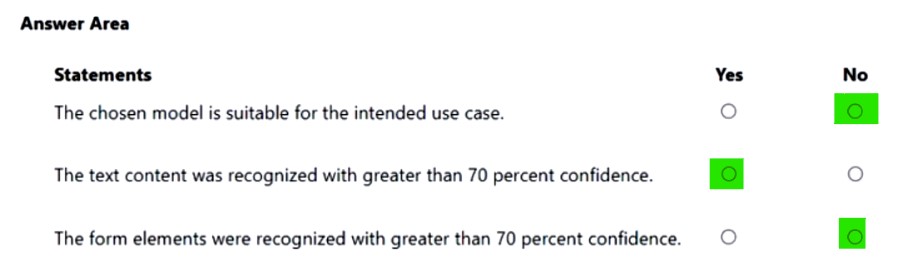 Answer Area
Statements Yes No
The chosen model is suitable for the intended use case.
The text content was recognized with greater than 70 percent confidence.
The form elements were recognized with greater than 70 percent confidence.